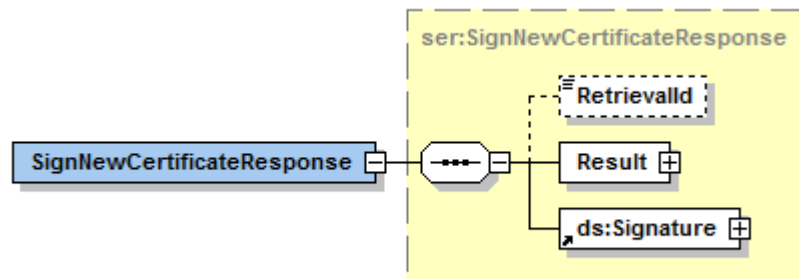 ser:SignNewCertificateResponse
RetrievalId
SignNewCertificateResponse
Result
ds:Signature